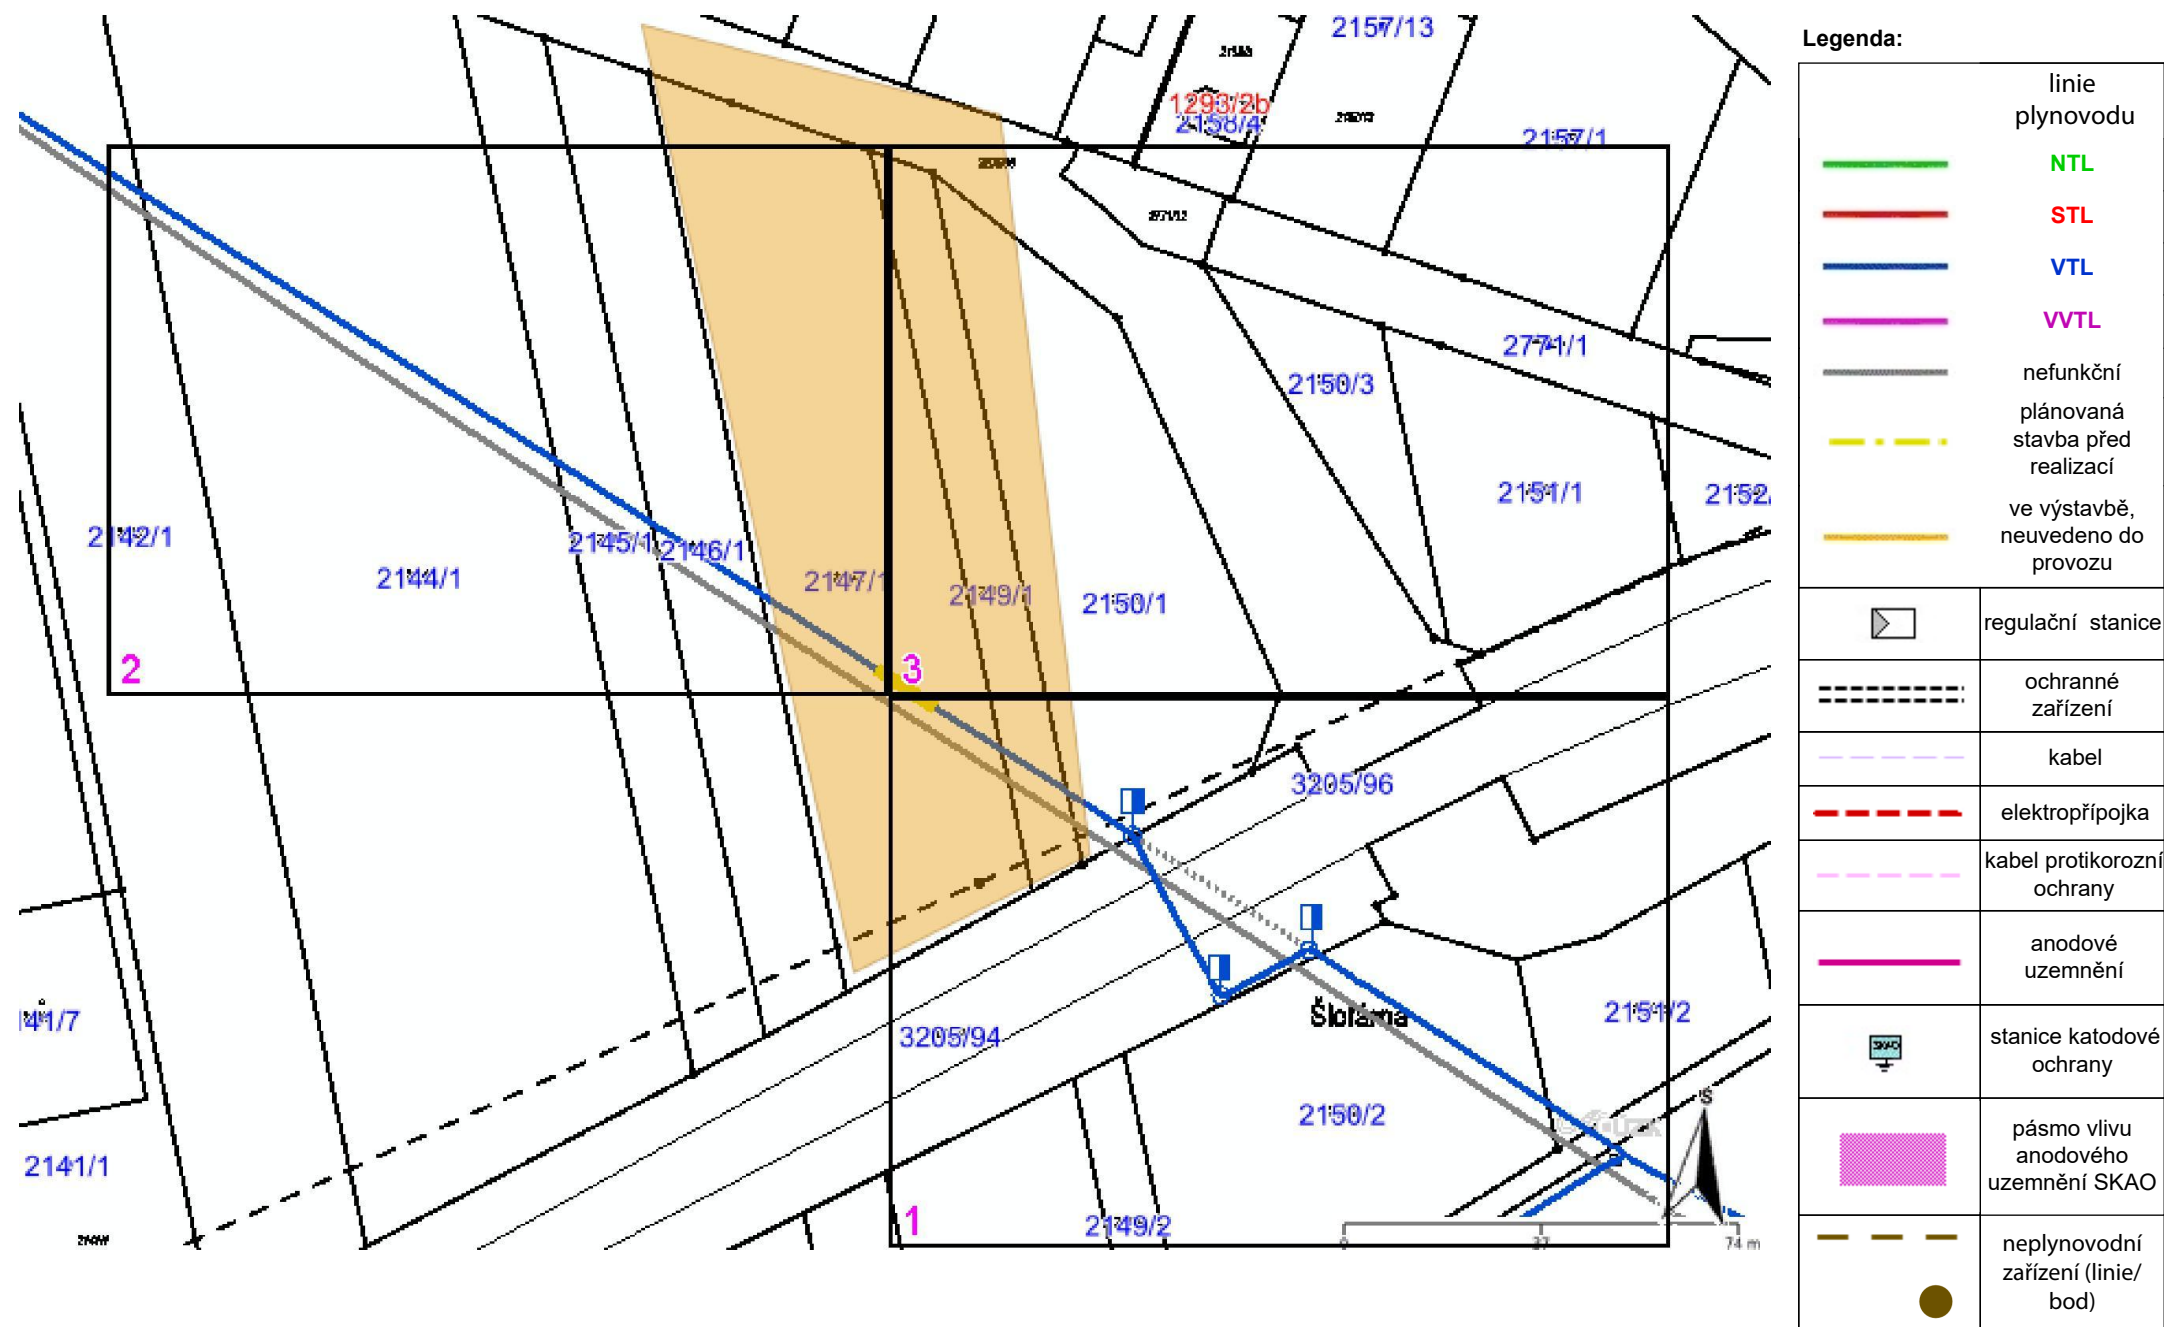 2157/13
1293/2b
2158/4
2157/1
2771/1
2150/3
2151/1
2152/
2142/1
2144/1
2145/1
2146/1
2147/1
2149/1
2150/1
2
3
3205/96
3205/94
2151/2
2150/2
2149/2
1
141/7
2141/1
S
0
37
74 m
Legenda:
linie
plynovodu
NTL
STL
VTL
VVTL
nefunkční
plánovaná
stavba před
realizací
ve výstavbě,
neuvedeno do
provozu
regulační stanice
ochranné
zařízení
kabel
elektropřípojka
kabel protikorozní
ochrany
anodové
uzemnění
SKAO
stanice katodové
ochrany
pásmo vlivu
anodového
uzemnění SKAO
neplynovodní
zařízení (linie/
bod)